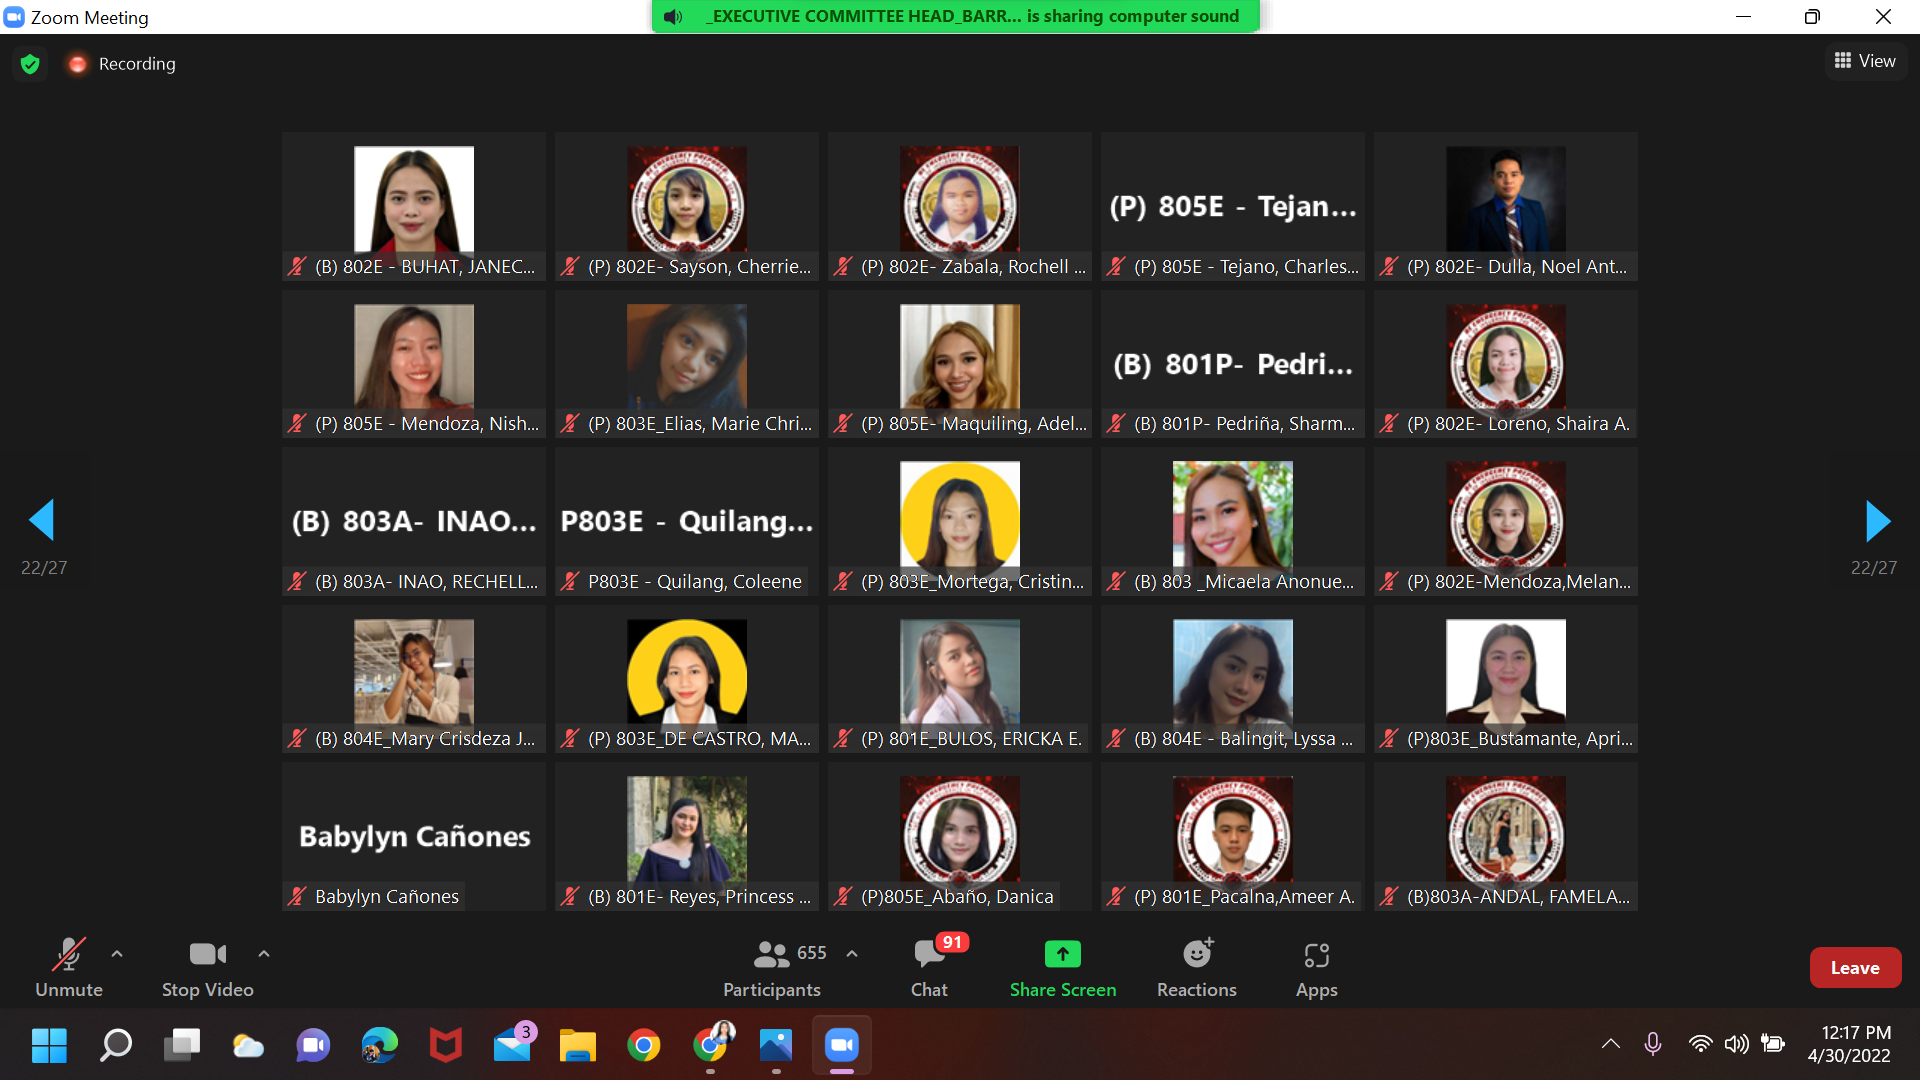 Zoom Meeting
_EXECUTIVE COMMITTEE HEAD_BARR... is sharing computer sound
Recording
View
(P) 805E - Tejan...
(B) 802E - BUHAT, JANEC...
(P) 802E- Sayson, Cherrie...
(P) 802E- Zabala, Rochell ...
(P) 805E - Tejano, Charles...
(P) 802E- Dulla, Noel Ant...
(B) 801P- Pedri...
(P) 805E - Mendoza, Nish...
(P) 803E_Elias, Marie Chri...
(P) 805E- Maquiling, Adel...
(B) 801P- Pedriña, Sharm...
(P) 802E- Loreno, Shaira A.
(B) 803A- INAO...
P803E - Quilang...
22/27
22/27
(B) 803A- INAO, RECHELL...
P803E - Quilang, Coleene
(P) 803E_Mortega, Cristin...
(B) 803 _Micaela Anonue...
(P) 802E-Mendoza,Melan...
(B) 804E_Mary Crisdeza J...
(P) 803E_DE CASTRO, MA...
(P) 801E_BULOS, ERICKA E.
(B) 804E - Balingit, Lyssa ...
(P)803E_Bustamante, Apri...
Babylyn Cañones
Babylyn Cañones
(B) 801E- Reyes, Princess ...
(P)805E_Abaño, Danica
(P) 801E_Pacalna,Ameer A.
(B)803A-ANDAL, FAMELA...
Unmute
Stop Video
655
Participants
91
Chat
Share Screen
Reactions
Apps
Leave
3
12:17 PM
4/30/2022